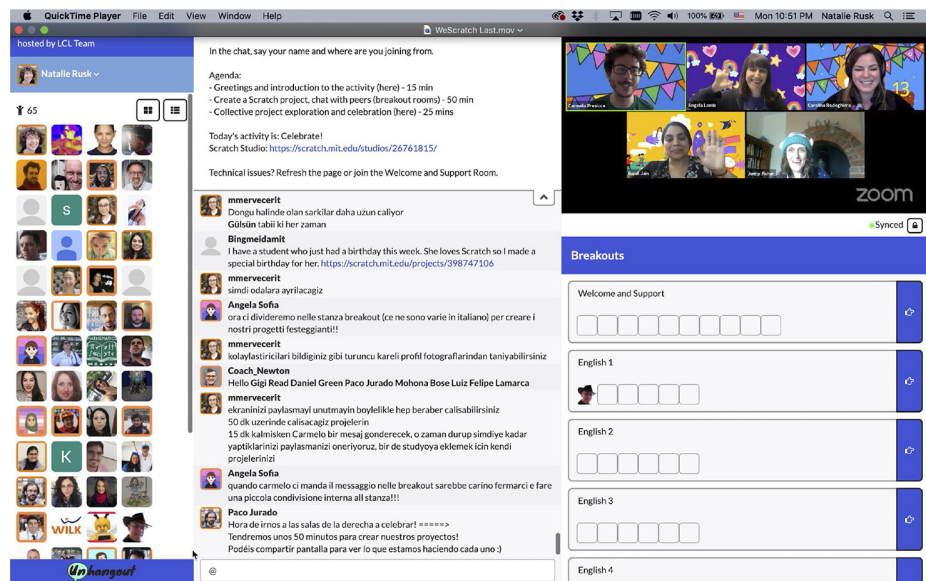 QuickTime Player File Edit View Window Help
100% Mon 10:51 PM Natalie Rusk
WeScratch Last.mov
hosted by LCL Team
Natalie Rusk
65
S
K
WILK
Unhangout
In the chat, say your name and where are you joining from.
Agenda:
- Greetings and introduction to the activity (here) - 15 min
- Create a Scratch project, chat with peers (breakout rooms) - 50 min
- Collective project exploration and celebration (here) - 25 mins
Today's activity is: Celebrate!
Scratch Studio: https://scratch.mit.edu/studios/26761815/
Technical issues? Refresh the page or join the Welcome and Support Room.
mmervecerit
Dongu halinde olan sarkilar daha uzun caliyor
Gülsün tabii ki her zaman
Bingmeidamit
I have a student who just had a birthday this week. She loves Scratch so I made a
special birthday for her. https://scratch.mit.edu/projects/398747106
mmervecerit
simdi odalara ayrilacagiz
Angela Sofia
ora ci divideremo nelle stanza breakout (ce ne sono varie in italiano) per creare i
nostri progetti festeggianti!!
mmervecerit
kolaylastiricilari bildiginiz gibi turuncu kareli profil fotograflarindan taniyabilirsiniz
Coach_Newton
Hello Gigi Read Daniel Green Paco Jurado Mohona Bose Luiz Felipe Lamarca
mmervecerit
ekraninizi paylasmayi unutmayin boylelikle hep beraber calisabilirsiniz
50 dk uzerinde calisacagiz projelerin
15 dk kalmisken Carmelo bir mesaj gonderecek, o zaman durup simdiye kadar
yaptiklarinizi paylasmanizi oneriyoruz, bir de studyoya eklemek icin kendi
projelerinizi
Angela Sofia
quando carmelo ci manda il messaggio nelle breakout sarebbe carino fermarci e fare
una piccola condivisione interna all stanza!!!
Paco Jurado
Hora de irnos a las salas de la derecha a celebrar! =====>
Tendremos unos 50 minutos para crear nuestros proyectos!
Podéis compartir pantalla para ver lo que estamos haciendo cada uno :)
@
Carmelo Presicce
Carolina Rodeghiero
13
Rupal Jain
zoom
Synced
Breakouts
Welcome and Support
English 1
English 2
English 3
English 4